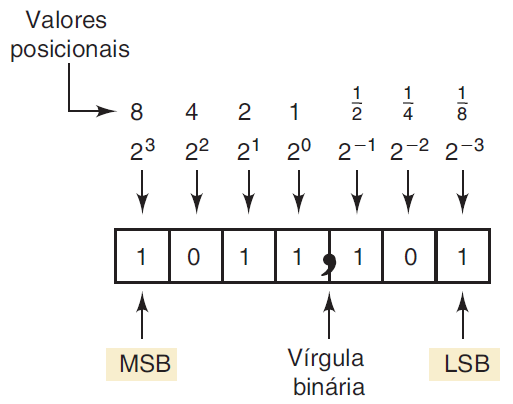 Valores
posicionais
8 4 2 1 1/2 1/4 1/8
2³ 2² 2¹ 2⁰ 2⁻¹ 2⁻² 2⁻³
1 0 1 1 , 1 0 1
MSB Vírgula binária LSB